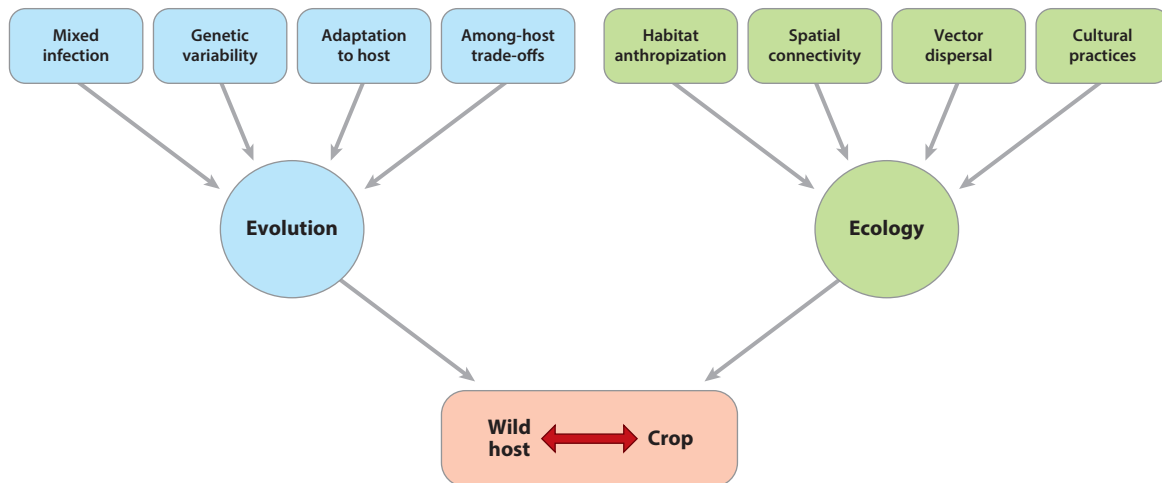 Mixed
infection
Genetic
variability
Adaptation
to host
Among-host
trade-offs
Habitat
anthropization
Spatial
connectivity
Vector
dispersal
Cultural
practices
Evolution
Ecology
Wild
host
Crop